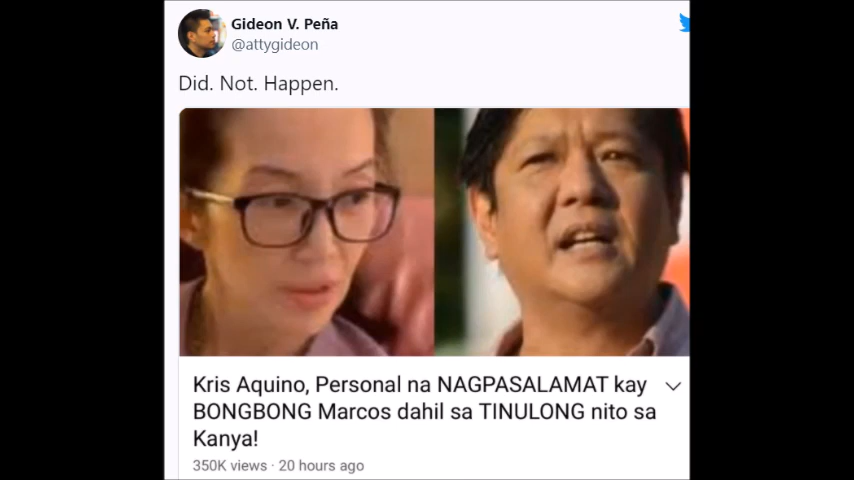 Gideon V. Peña
@attygideon
Did. Not. Happen.
Kris Aquino, Personal na NAGPASALAMAT kay
BONGBONG Marcos dahil sa TINULONG nito sa
Kanya!
350K views · 20 hours ago